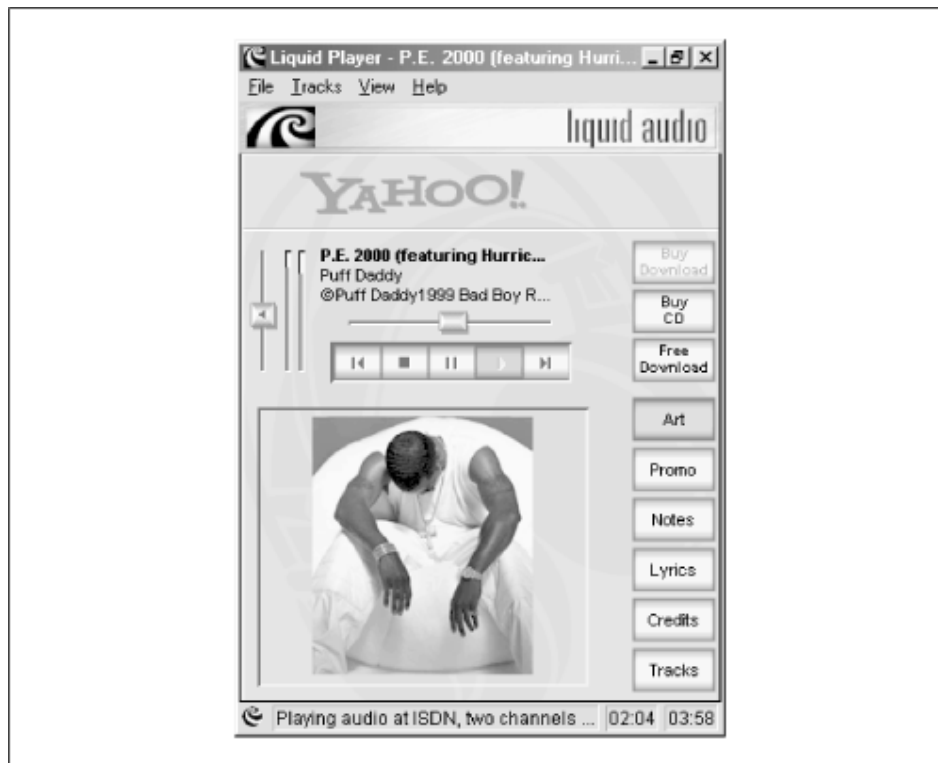 Liquid Player - P.E. 2000 (featuring Hurri...
File Tracks View Help
liquid audio
YAHOO!
P.E. 2000 (featuring Hurric...
Puff Daddy
©Puff Daddy1999 Bad Boy R...
Buy
Download
Buy
CD
Free
Download
Art
Promo
Notes
Lyrics
Credits
Tracks
Playing audio at ISDN, two channels ... 02:04 03:58